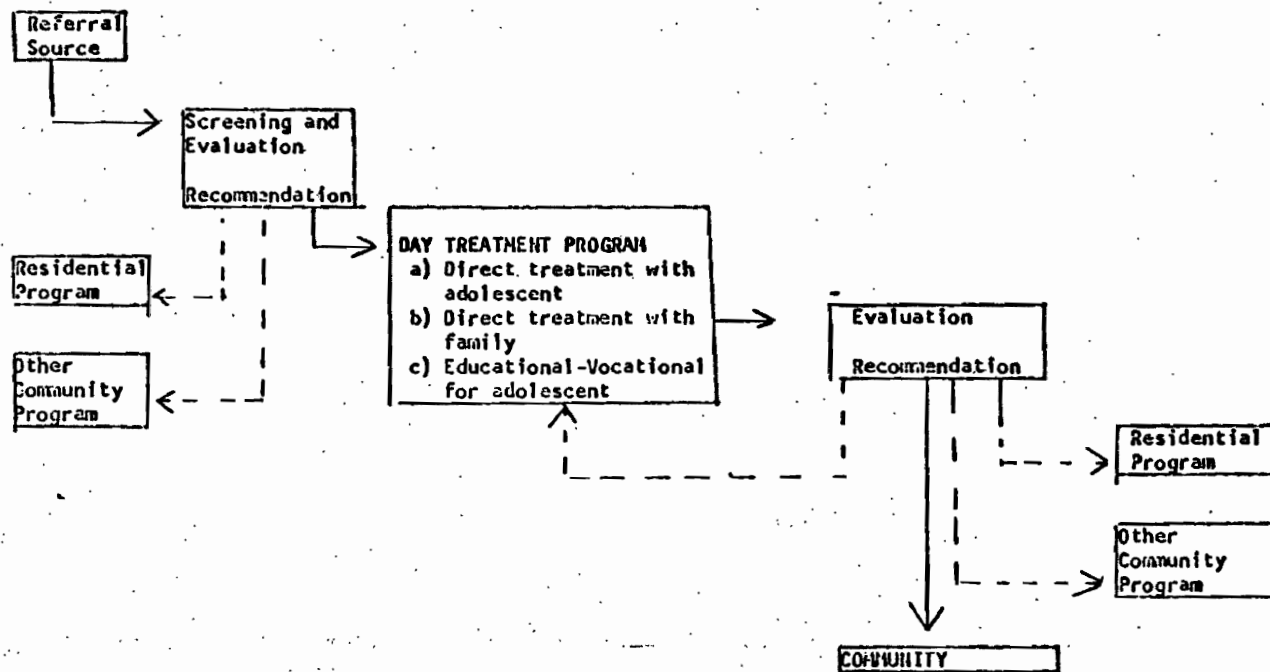 Referral
Source
Screening and
Evaluation
Recommendation
Residential
Program
Other
Community
Program
DAY TREATMENT PROGRAM
a) Direct treatment with
adolescent
b) Direct treatment with
family
c) Educational-Vocational
for adolescent
Evaluation
Recommendation
Residential
Program
Other
Community
Program
COMMUNITY